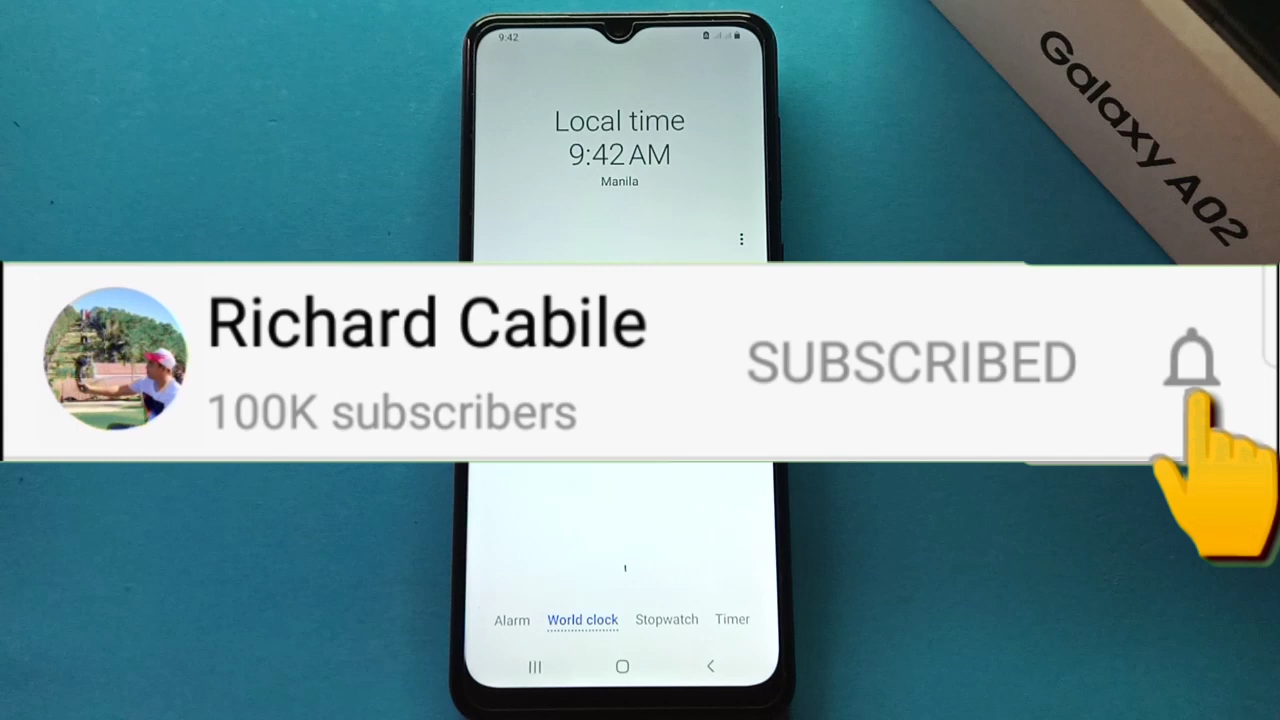 9:42
Local time
9:42 AM
Manila
Galaxy A02
Richard Cabile
100K subscribers
SUBSCRIBED
Alarm World clock Stopwatch Timer